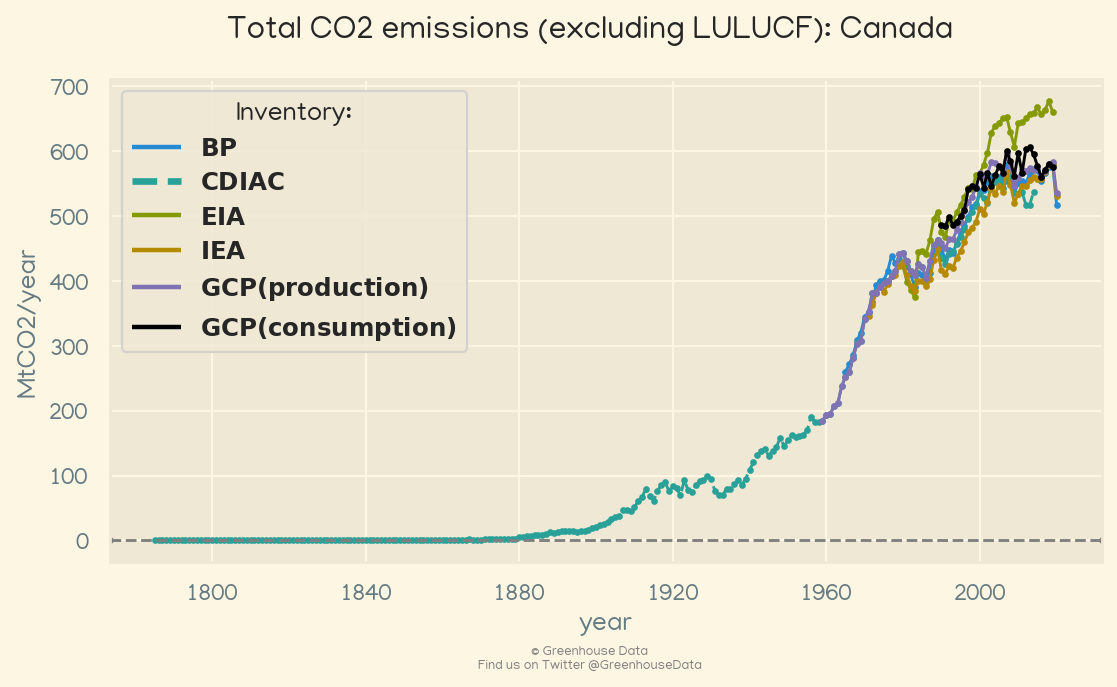 Total CO2 emissions (excluding LULUCF): Canada
700
600
500
400
300
200
100
0
MtCO2/year
Inventory:
BP
CDIAC
EIA
IEA
GCP(production)
GCP(consumption)
1800 1840 1880 1920 1960 2000
year
© Greenhouse Data
Find us on Twitter @GreenhouseData